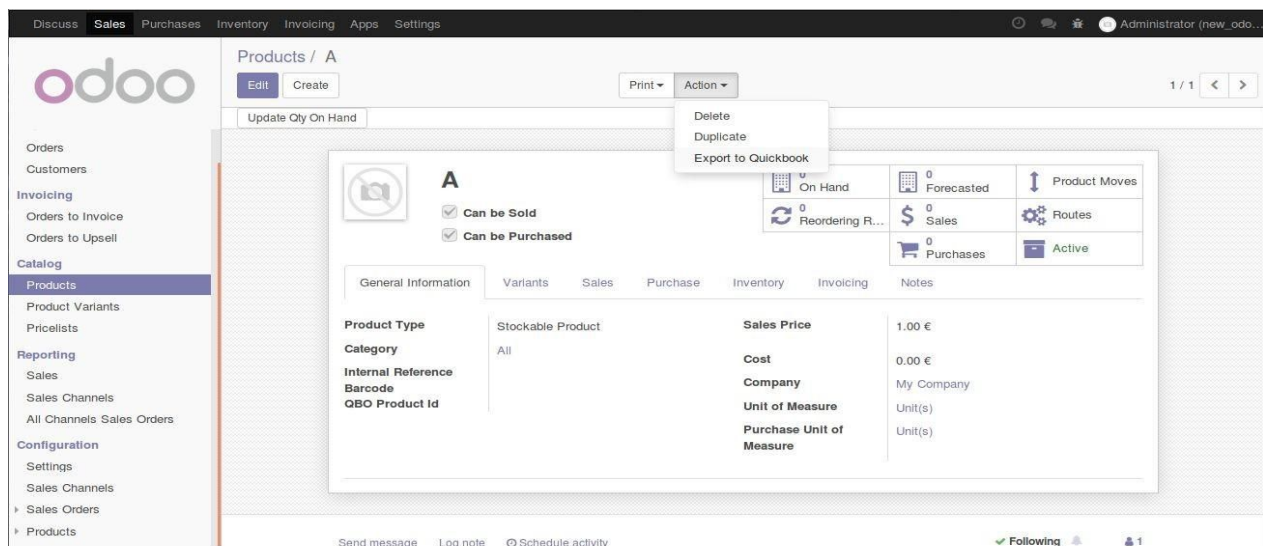 Discuss Sales Purchases Inventory Invoicing Apps Settings
Administrator (new_odo...
odoo
Products / A
Edit Create
Print Action
1 / 1
Update Qty On Hand
Delete
Duplicate
Export to Quickbook
Orders
Customers
Invoicing
Orders to Invoice
Orders to Upsell
Catalog
Products
Product Variants
Pricelists
Reporting
Sales
Sales Channels
All Channels Sales Orders
Configuration
Settings
Sales Channels
Sales Orders
Products
A
Can be Sold
Can be Purchased
0
On Hand
0
Forecasted
Product Moves
0
Reordering R...
0
Sales
Routes
0
Purchases
Active
General Information Variants Sales Purchase Inventory Invoicing Notes
Product Type Stockable Product
Category All
Internal Reference
Barcode
QBO Product Id
Sales Price 1.00 €
Cost 0.00 €
Company My Company
Unit of Measure Unit(s)
Purchase Unit of Unit(s)
Measure
Send message Log note Schedule activity
Following 1